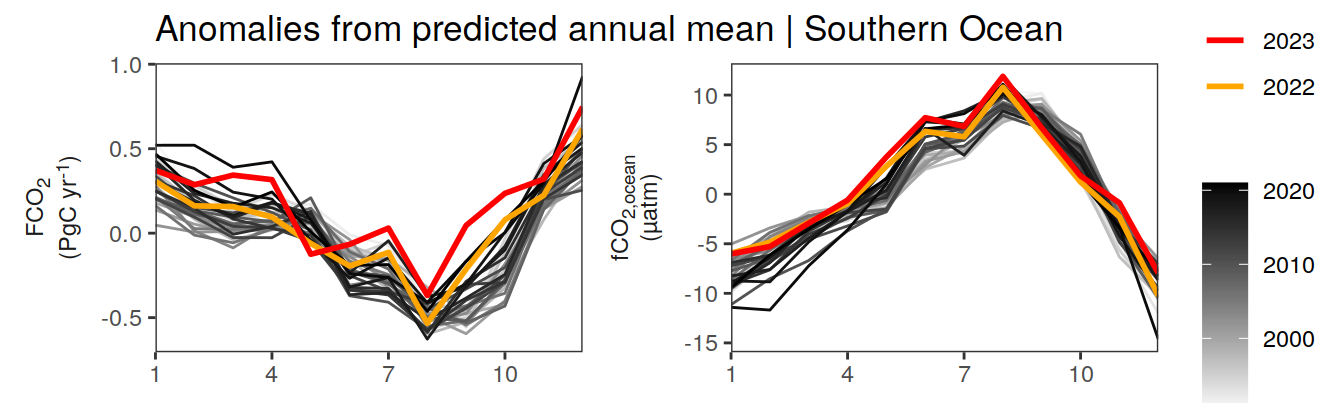 Anomalies from predicted annual mean | Southern Ocean
FCO2
(PgC yr-1)
1.0
0.5
0.0
-0.5
1 4 7 10
fCO2,ocean
(µatm)
10
5
0
-5
-10
-15
1 4 7 10
2023
2022
2020
2010
2000